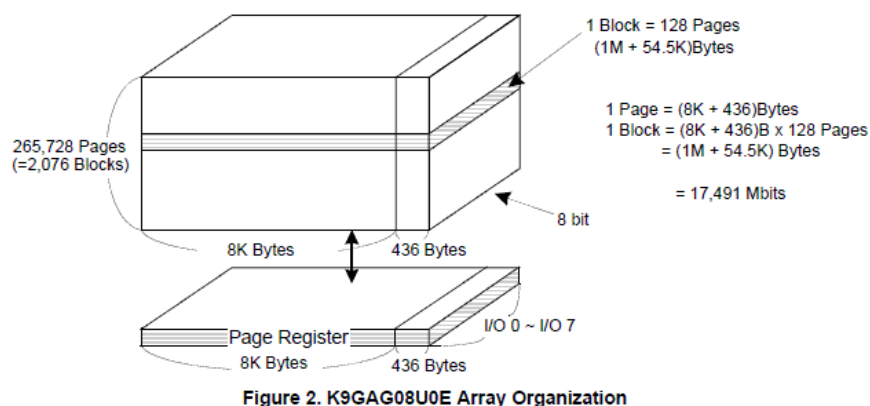 1 Block = 128 Pages
(1M + 54.5K)Bytes
265,728 Pages
(=2,076 Blocks)
1 Page = (8K + 436)Bytes
1 Block = (8K + 436)B x 128 Pages
= (1M + 54.5K) Bytes
= 17,491 Mbits
8 bit
8K Bytes
436 Bytes
Page Register
I/O 0 ~ I/O 7
8K Bytes
436 Bytes
Figure 2. K9GAG08U0E Array Organization